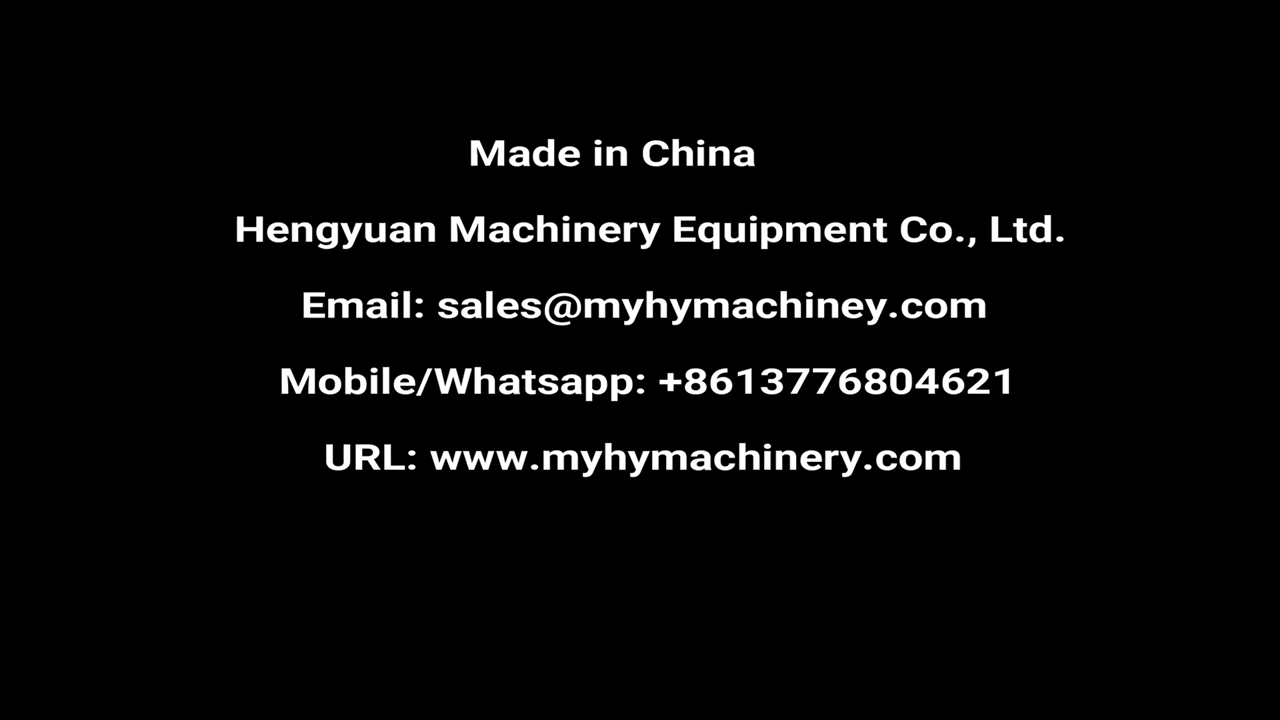 Made in China
Hengyuan Machinery Equipment Co., Ltd.
Email: sales@myhymachiney.com
Mobile/Whatsapp: +8613776804621
URL: www.myhymachinery.com